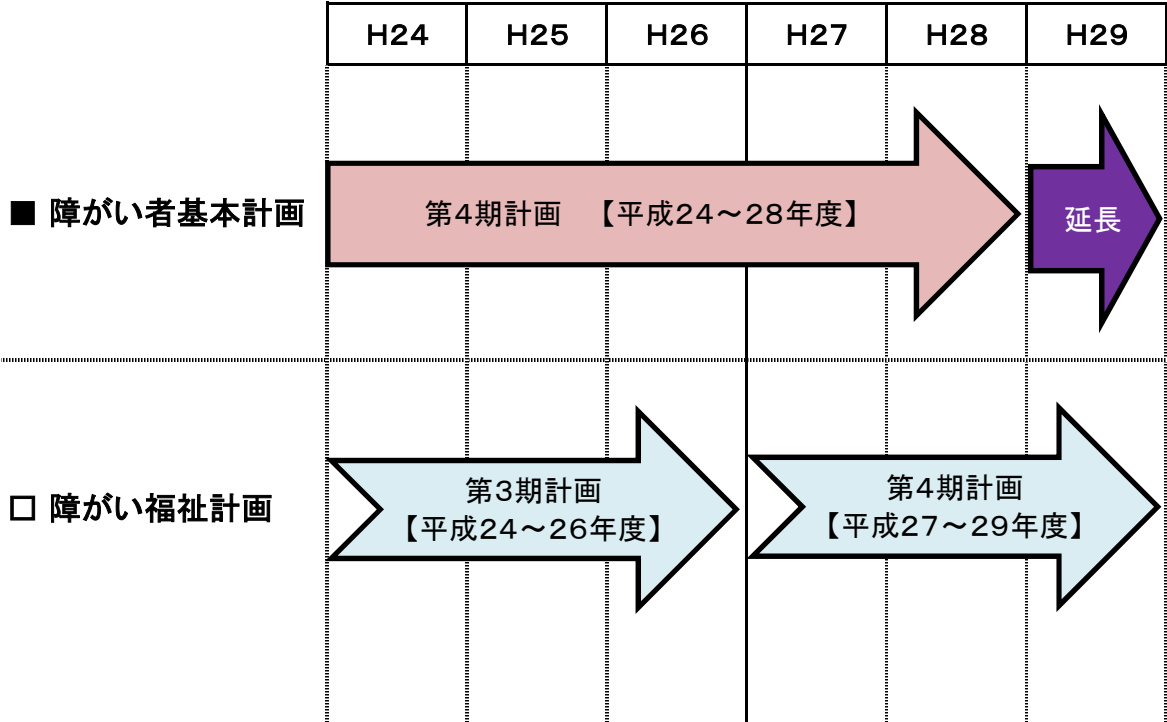 H24 H25 H26 H27 H28 H29
■ 障がい者基本計画
第4期計画　【平成24～28年度】
延長
□ 障がい福祉計画
第3期計画
【平成24～26年度】
第4期計画
【平成27～29年度】